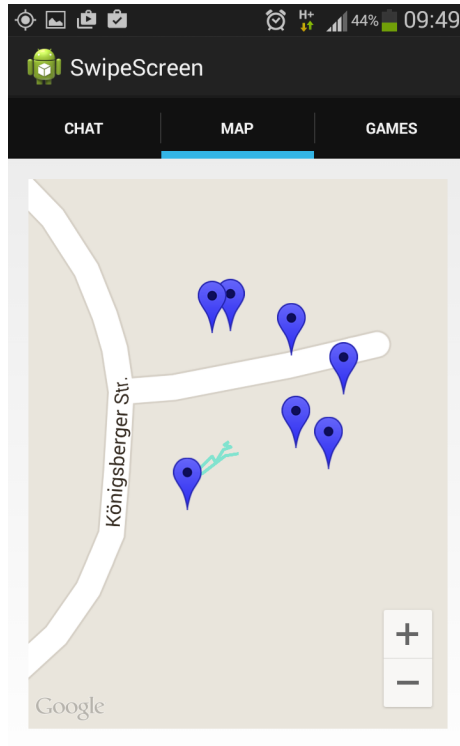 H+
44% 09:49
SwipeScreen
CHAT MAP GAMES
Königsberger Str.
+
−
Google